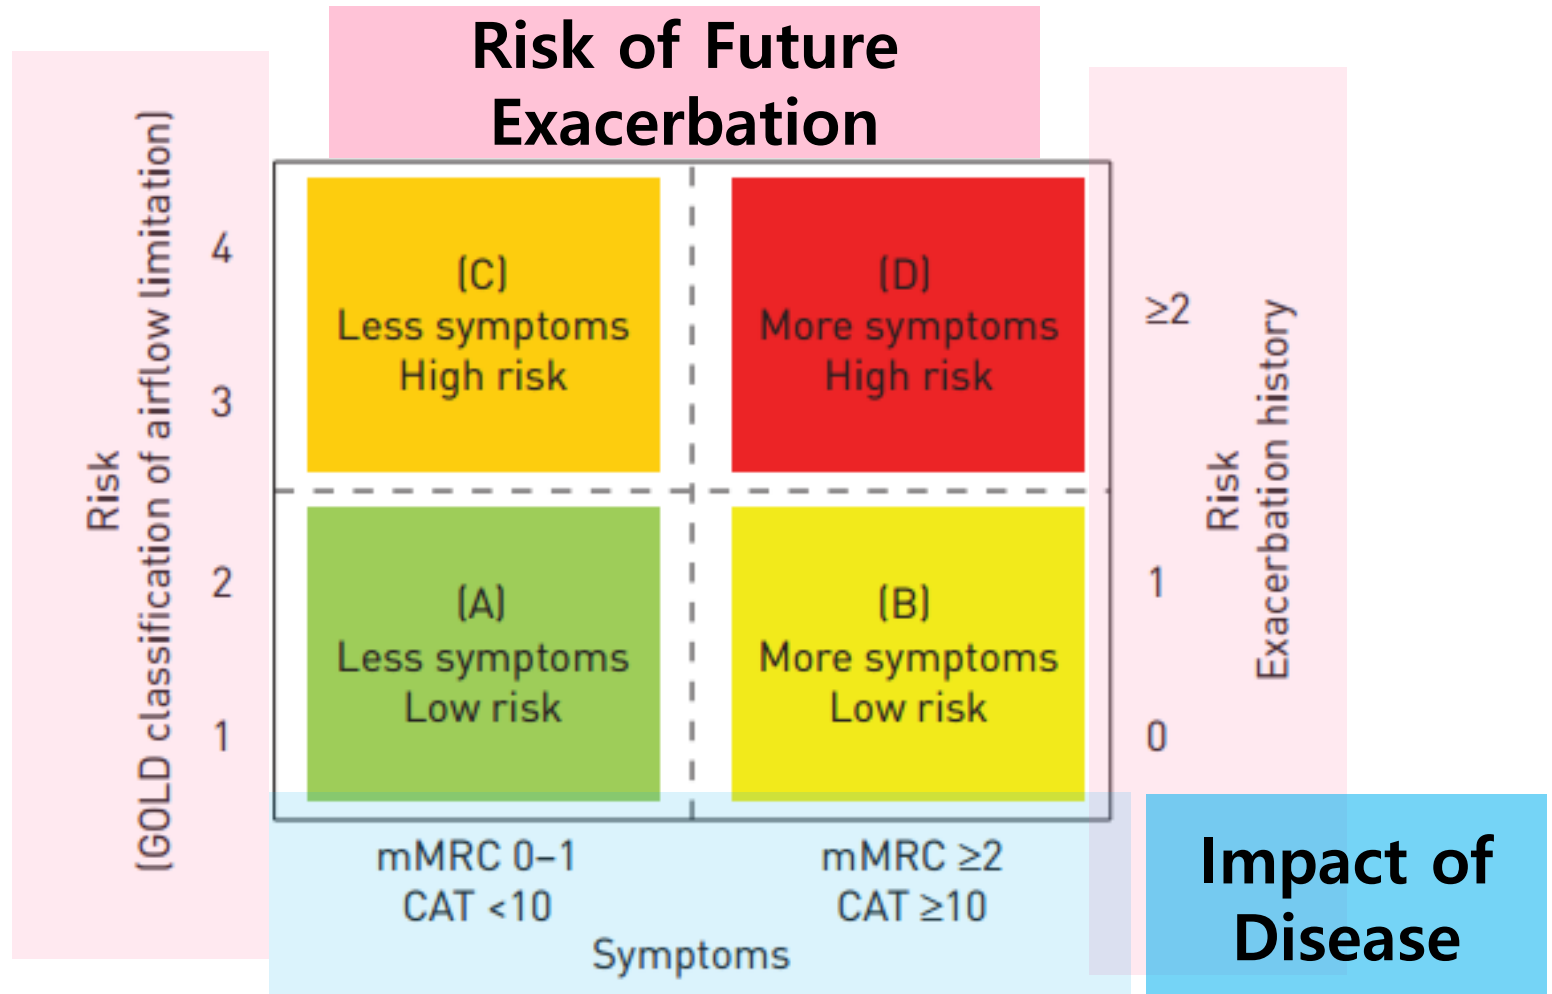 Risk of Future
Exacerbation
Risk
(GOLD classification of airflow limitation)
4
3
2
1
(C)
Less symptoms
High risk
(D)
More symptoms
High risk
(A)
Less symptoms
Low risk
(B)
More symptoms
Low risk
≥2
1
0
Risk
Exacerbation history
mMRC 0–1
CAT <10
mMRC ≥2
CAT ≥10
Symptoms
Impact of
Disease